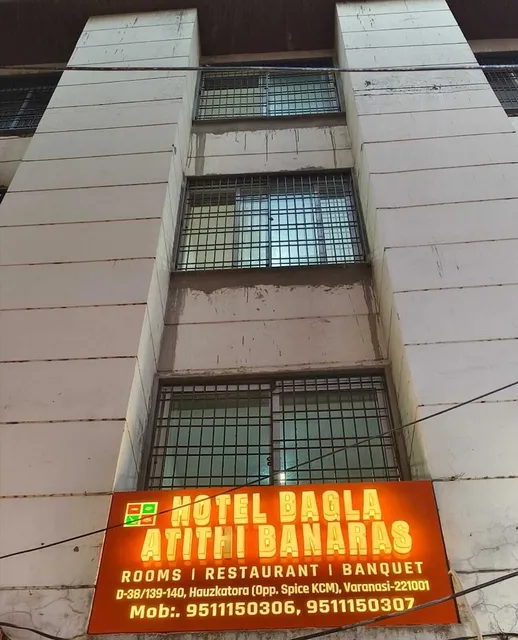 HOTEL BAGLA
ATITHI BANARAS
ROOMS | RESTAURANT | BANQUET
D-38/139-140, Hauzkatora (Opp. Spice KCM), Varanasi-221001
Mob:. 9511150306, 9511150307